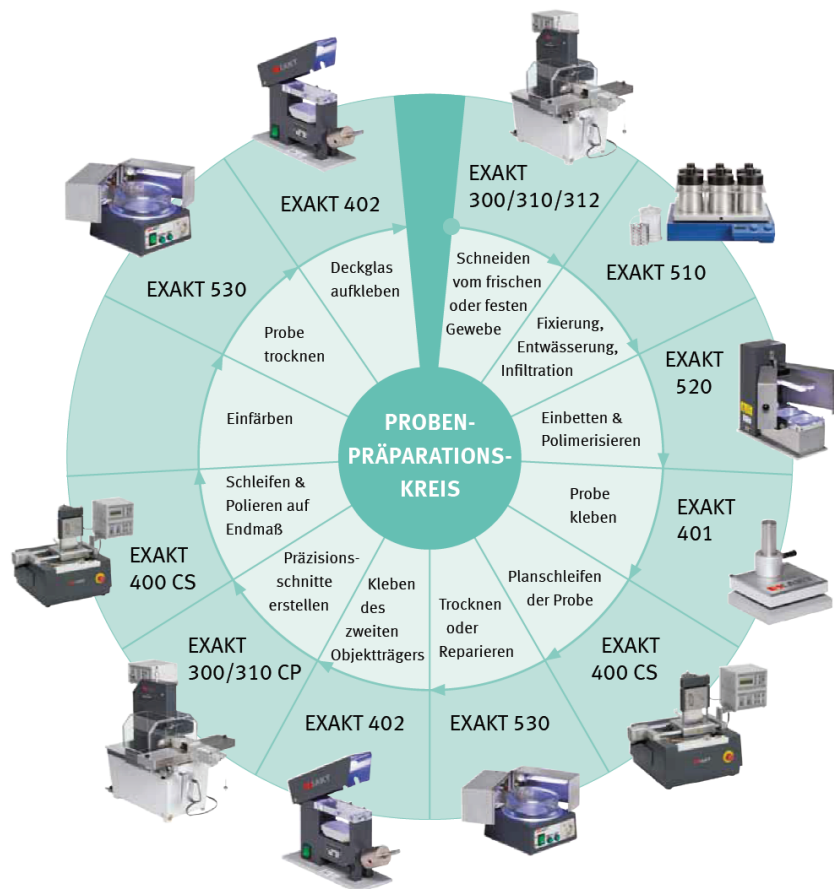 PROBEN-
PRÄPARATIONS-
KREIS
EXAKT
300/310/312
Schneiden
vom frischen
oder festen
Gewebe
EXAKT 510
Fixierung,
Entwässerung,
Infiltration
EXAKT
520
Einbetten &
Polimerisieren
EXAKT
401
Probe
kleben
EXAKT
400 CS
Planschleifen
der Probe
EXAKT 530
Trocknen
oder
Reparieren
EXAKT 402
Kleben
des
zweiten
Objektträgers
EXAKT
300/310 CP
Präzisions-
schnitte
erstellen
EXAKT
400 CS
Schleifen &
Polieren auf
Endmaß
Einfärben
EXAKT 530
Probe
trocknen
EXAKT 402
Deckglas
aufkleben